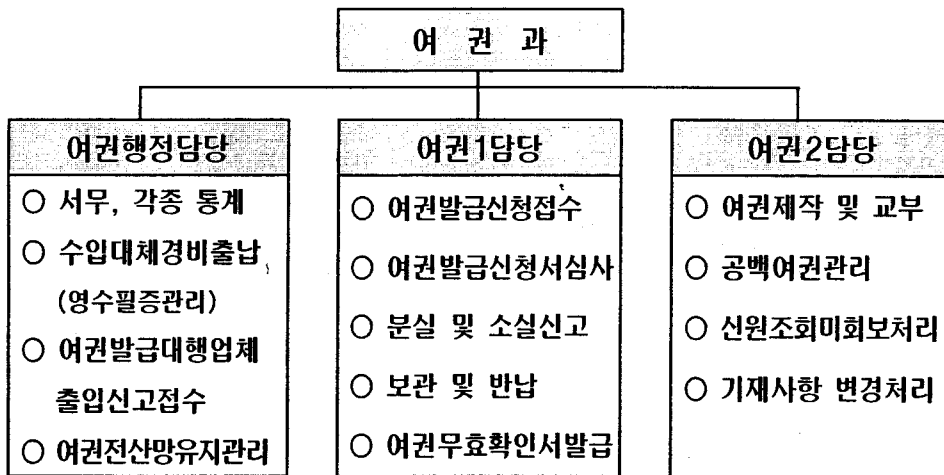 여 권 과
여권행정담당
○ 서무, 각종 통계
○ 수입대체경비출납
(영수필증관리)
○ 여권발급대행업체
출입신고접수
○ 여권전산망유지관리
여권1담당
○ 여권발급신청접수
○ 여권발급신청서심사
○ 분실 및 소실신고
○ 보관 및 반납
○ 여권무효확인서발급
여권2담당
○ 여권제작 및 교부
○ 공백여권관리
○ 신원조회미회보처리
○ 기재사항 변경처리